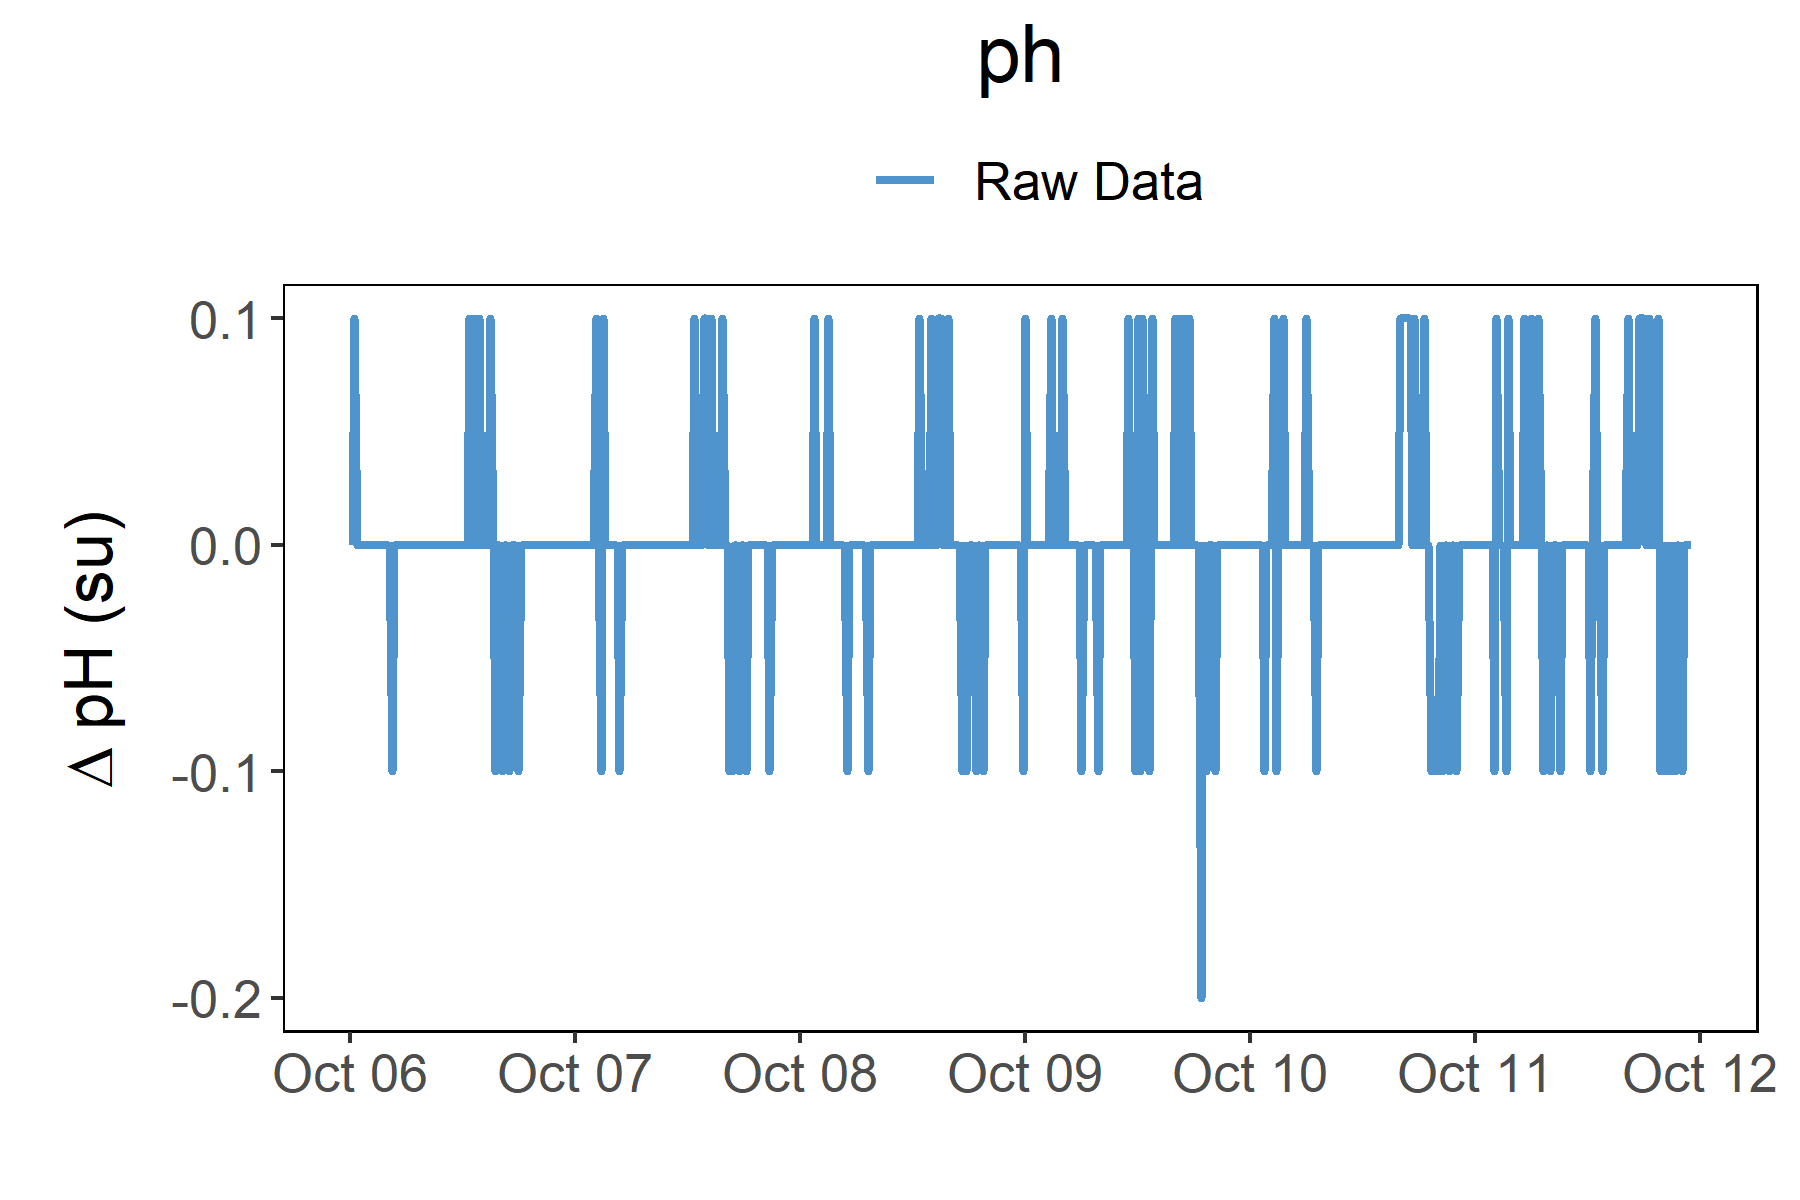 ph
Raw Data
Δ pH (su)
0.1
0.0
-0.1
-0.2
Oct 06 Oct 07 Oct 08 Oct 09 Oct 10 Oct 11 Oct 12